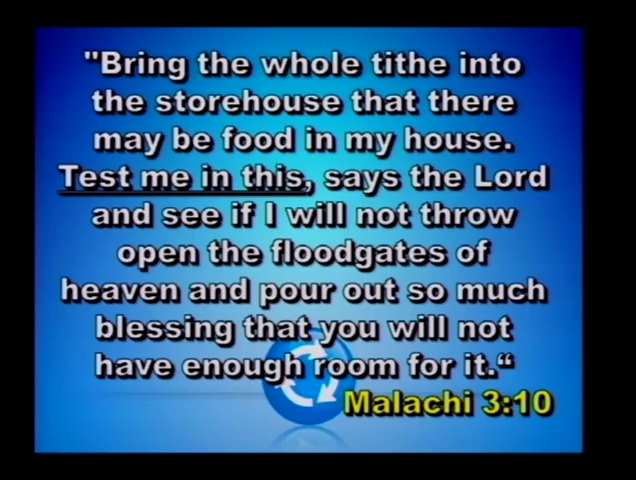 "Bring the whole tithe into
the storehouse that there
may be food in my house.
Test me in this, says the Lord
and see if I will not throw
open the floodgates of
heaven and pour out so much
blessing that you will not
have enough room for it.“
Malachi 3:10